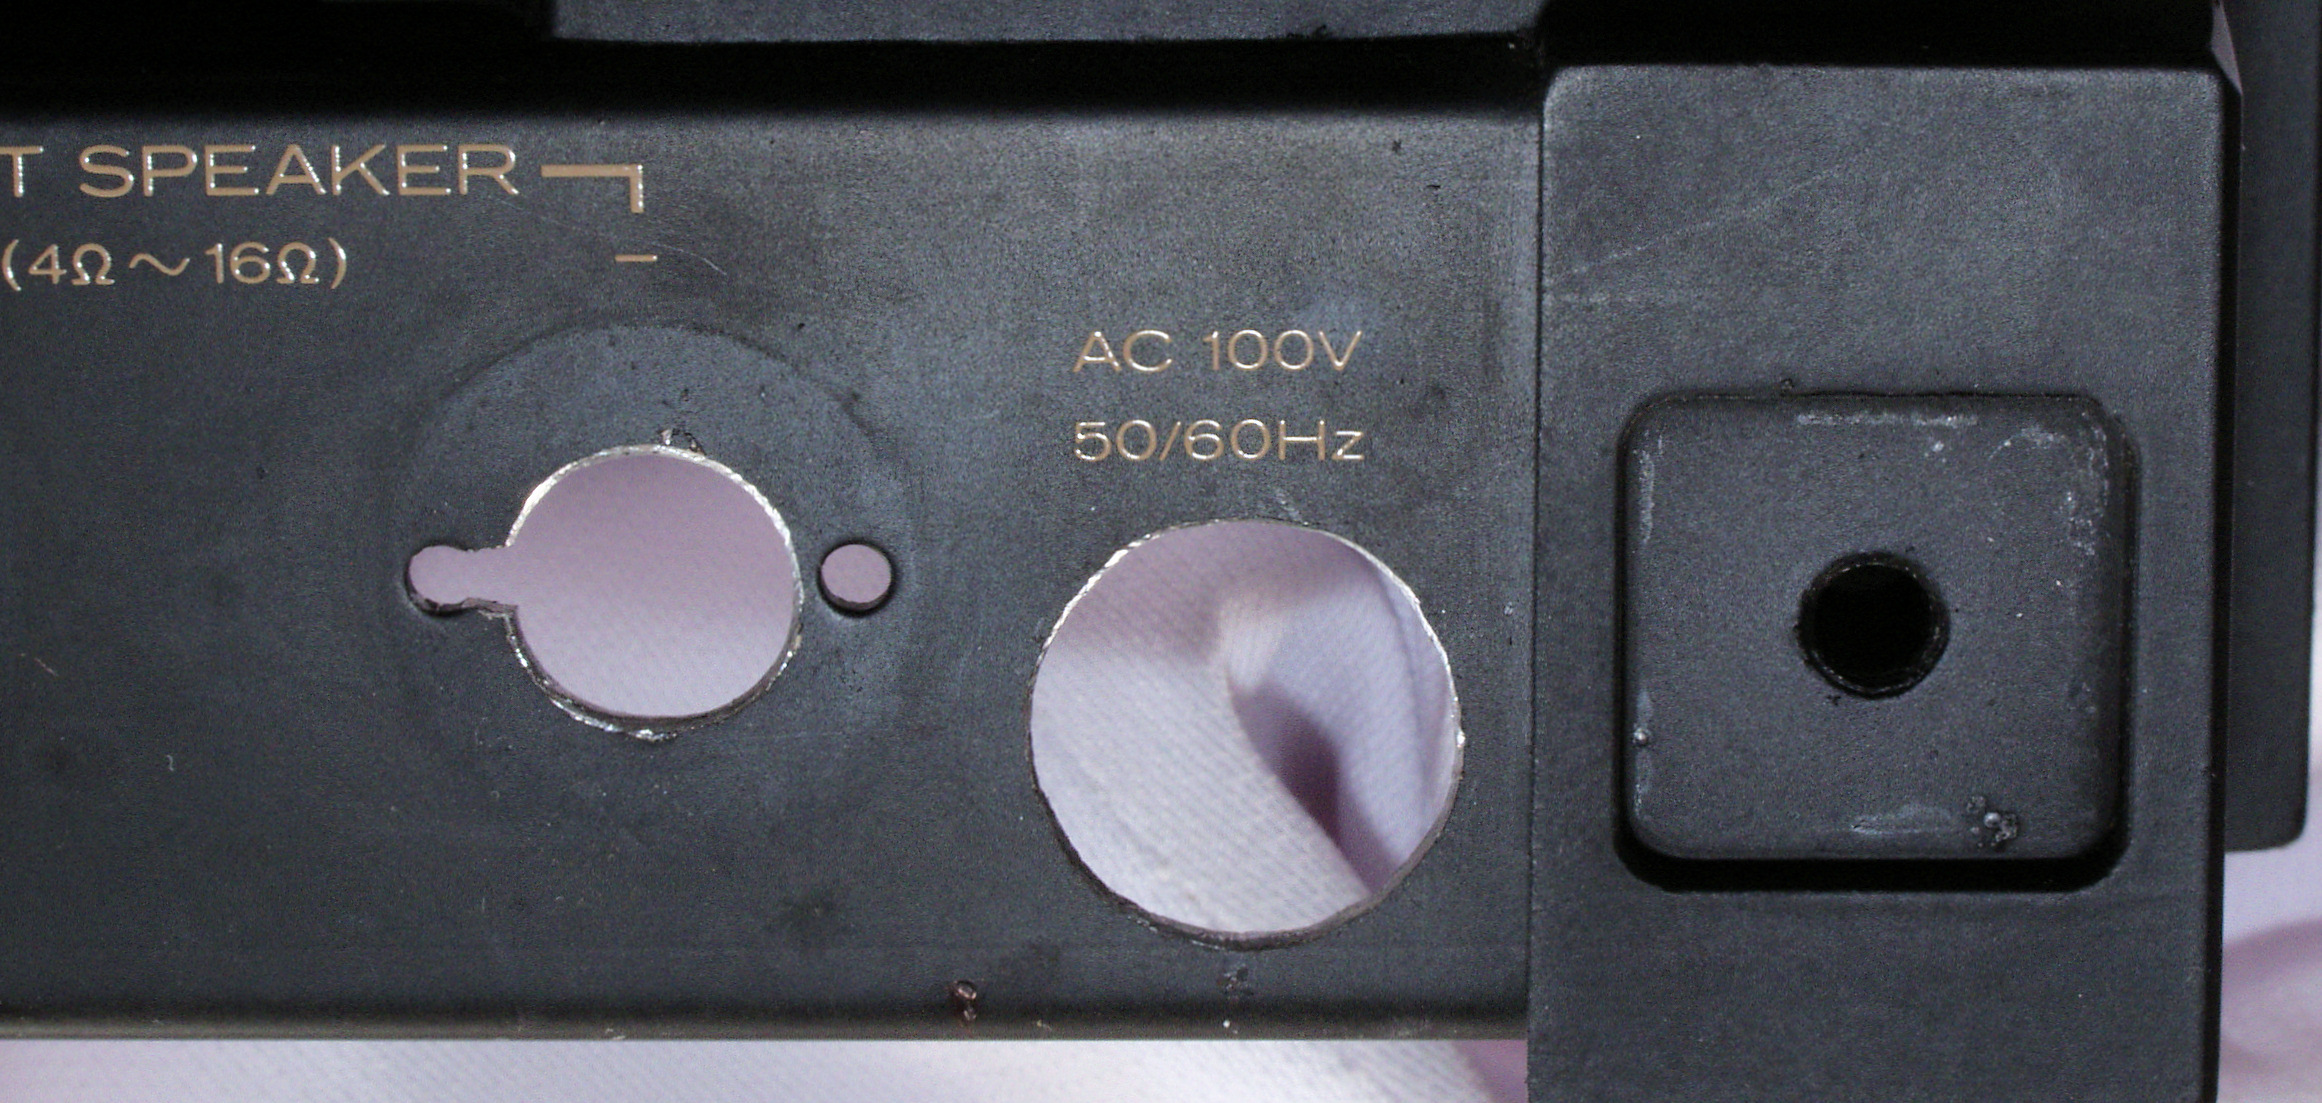 T SPEAKER
–
(4Ω~16Ω)
AC 100V
50/60Hz